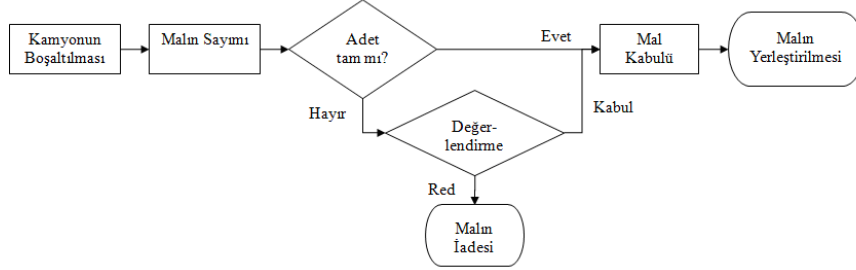 Kamyonun
Boşaltılması
Malın Sayımı
Adet
tam mı?
Evet
Mal
Kabulü
Malın
Yerleştirilmesi
Hayır
Değer-
lendirme
Kabul
Red
Malın
İadesi